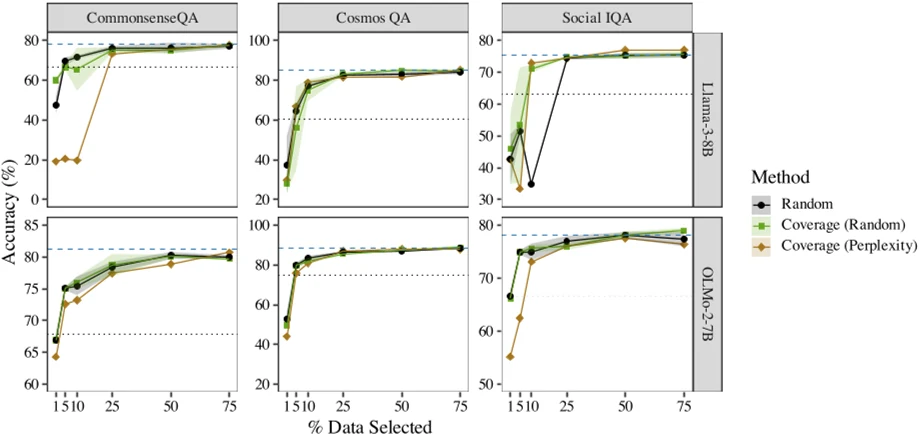 CommonsenseQA
Cosmos QA
Social IQA
80
60
40
20
0
100
80
60
40
20
80
70
60
50
40
30
Llama-3-8B
Accuracy (%)
85
80
75
70
65
60
100
80
60
40
20
80
70
60
50
OLMo-2-7B
1 5 10 25 50 75
1 5 10 25 50 75
1 5 10 25 50 75
% Data Selected
Method
Random
Coverage (Random)
Coverage (Perplexity)